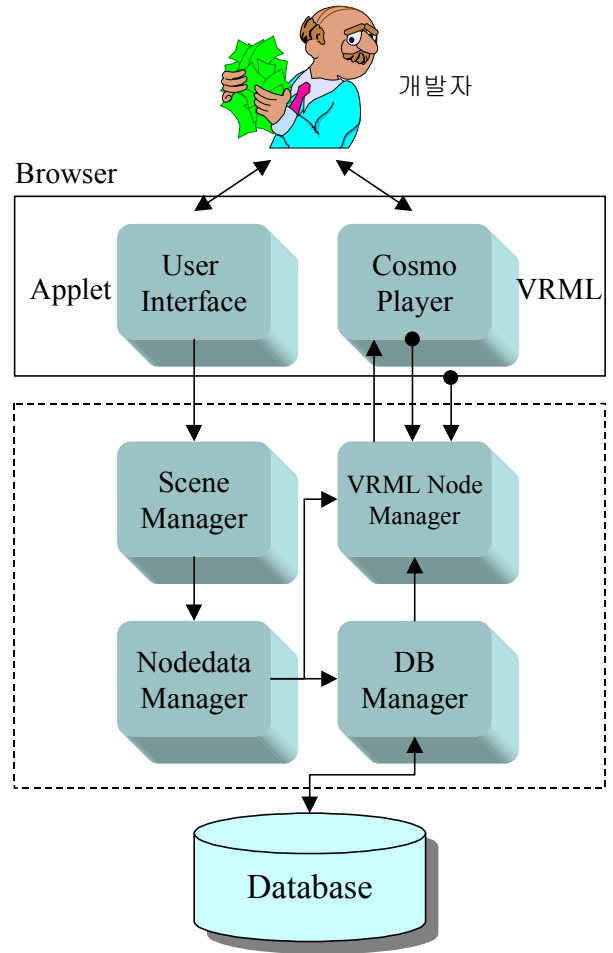 개발자
Browser
Applet
User
Interface
Cosmo
Player
VRML
Scene
Manager
VRML Node
Manager
Nodedata
Manager
DB
Manager
Database